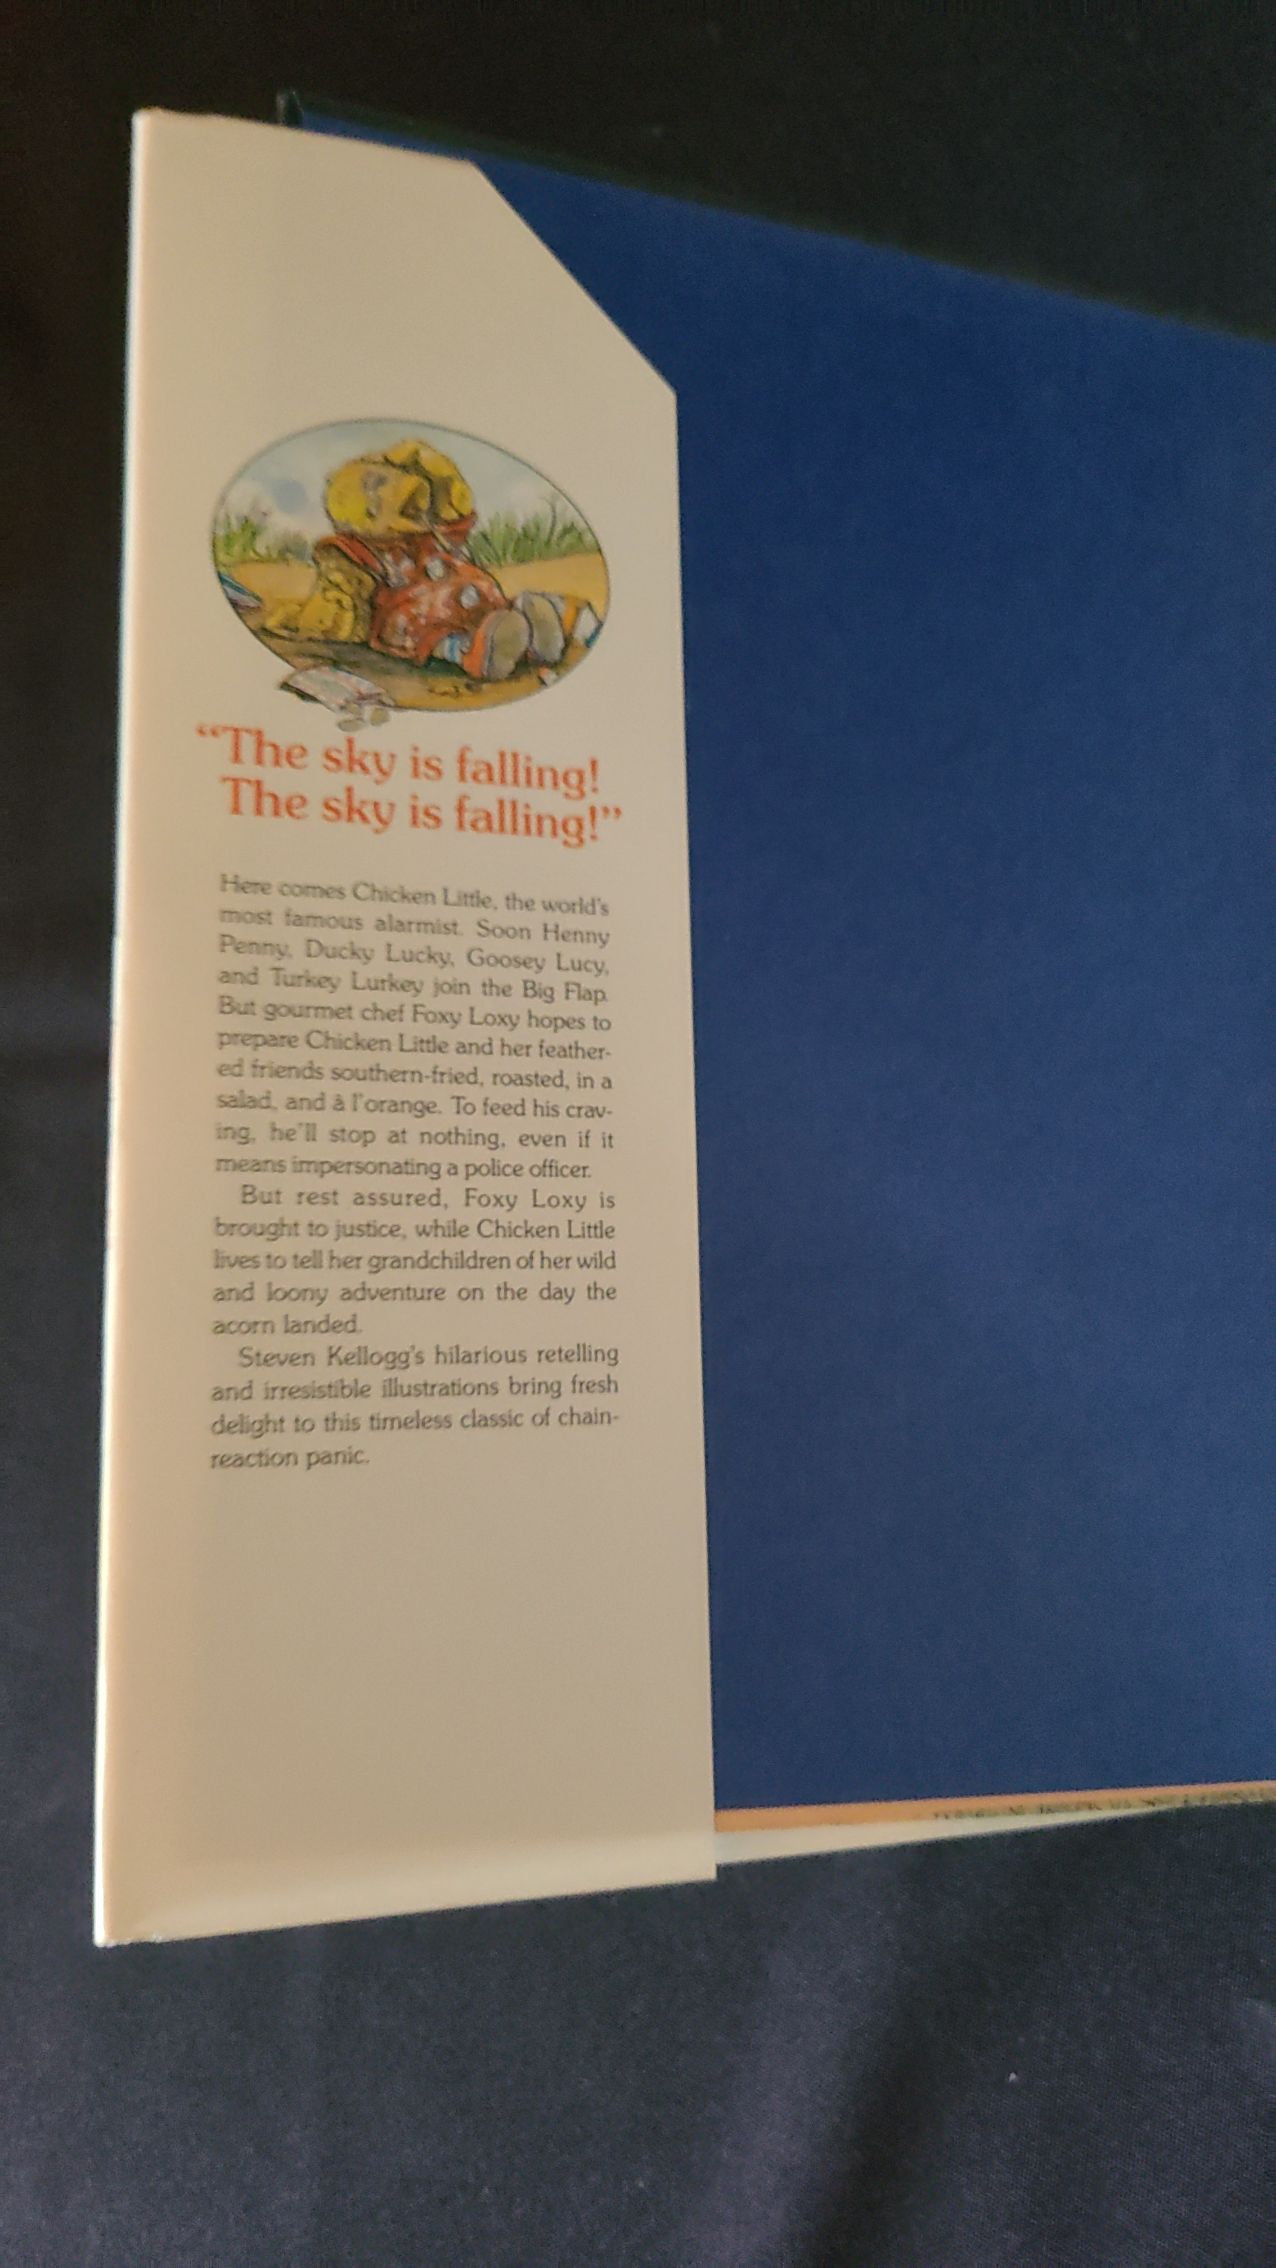 “The sky is falling!
The sky is falling!”
Here comes Chicken Little, the world's
most famous alarmist. Soon Henny
Penny, Ducky Lucky, Goosey Lucy,
and Turkey Lurkey join the Big Flap.
But gourmet chef Foxy Loxy hopes to
prepare Chicken Little and her feather-
ed friends southern-fried, roasted, in a
salad, and à l'orange. To feed his crav-
ing, he'll stop at nothing, even if it
means impersonating a police officer.
But rest assured, Foxy Loxy is
brought to justice, while Chicken Little
lives to tell her grandchildren of her wild
and loony adventure on the day the
acorn landed.
Steven Kellogg's hilarious retelling
and irresistible illustrations bring fresh
delight to this timeless classic of chain-
reaction panic.